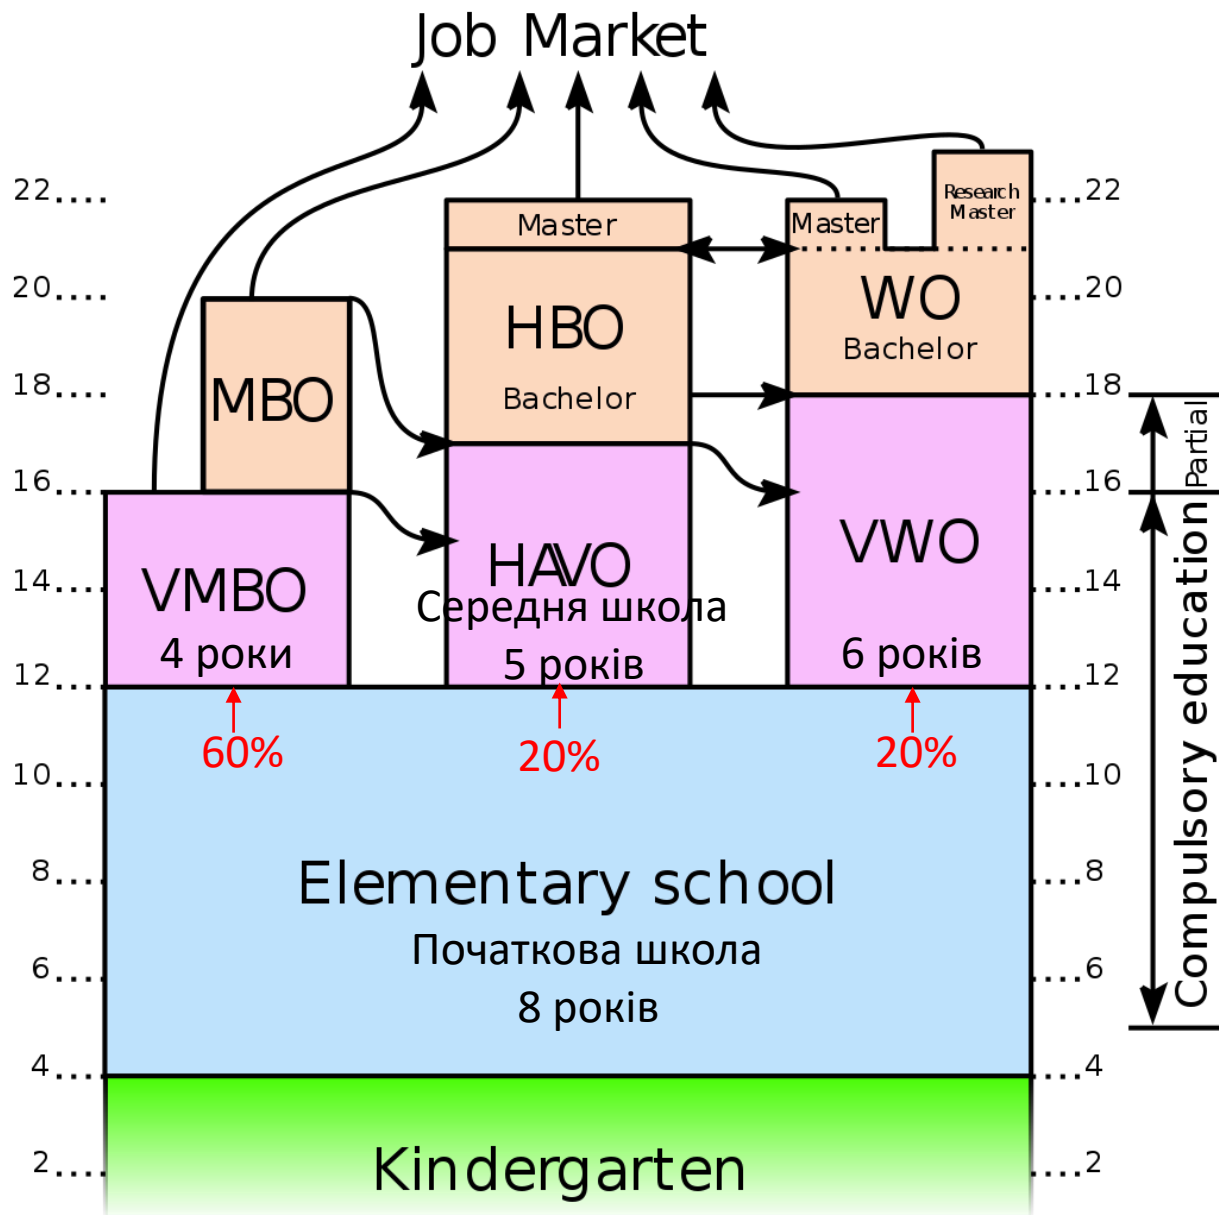 Job Market
22
22
Research
Master
Master
Master
20
20
HBO
WO
Bachelor
MBO
Bachelor
18
18
Partial
16
16
VMBO
HAVO
VWO
14
14
Середня школа
4 роки
5 років
6 років
12
12
60%
20%
20%
10
10
Compulsory education
8
8
Elementary school
Початкова школа
6
6
8 років
4
4
Kindergarten
2
2